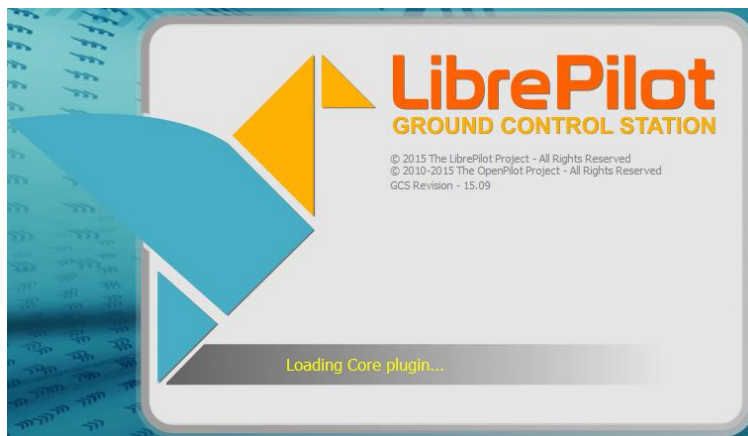 LibrePilot
GROUND CONTROL STATION
© 2015 The LibrePilot Project - All Rights Reserved
© 2010-2015 The OpenPilot Project - All Rights Reserved
GCS Revision - 15.09
Loading Core plugin...